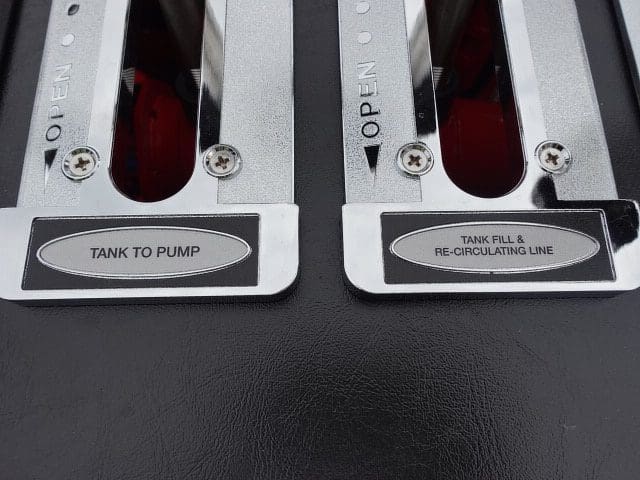 OPEN
OPEN
TANK TO PUMP
TANK FILL &
RE-CIRCULATING LINE